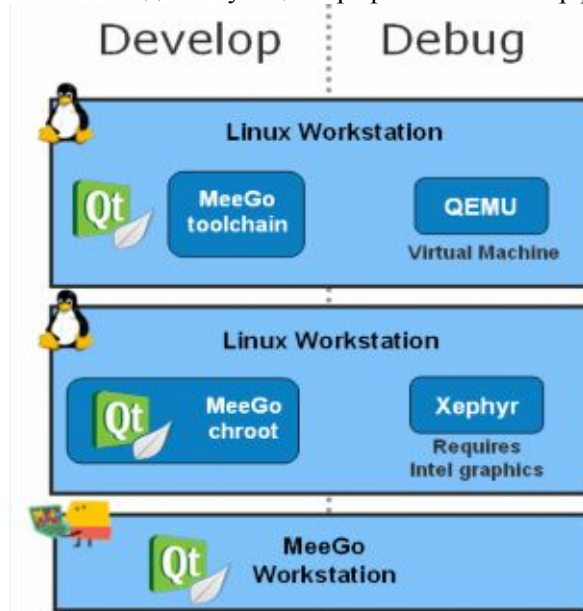 Develop
Debug
Linux Workstation
Qt
MeeGo
toolchain
QEMU
Virtual Machine
Linux Workstation
Qt
MeeGo
chroot
Xephyr
Requires
Intel graphics
Qt
MeeGo
Workstation